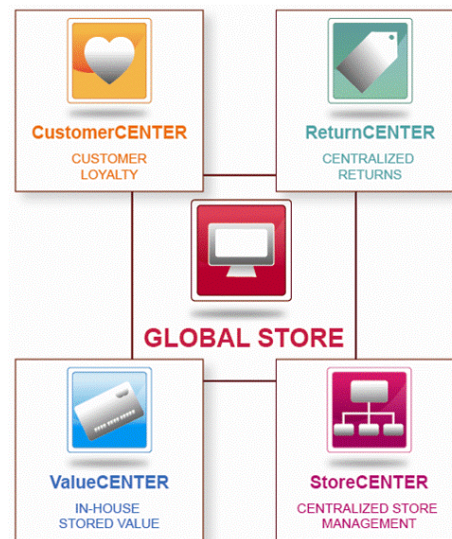 CustomerCENTER
CUSTOMER
LOYALTY
ReturnCENTER
CENTRALIZED
RETURNS
GLOBAL STORE
ValueCENTER
IN-HOUSE
STORED VALUE
StoreCENTER
CENTRALIZED STORE
MANAGEMENT